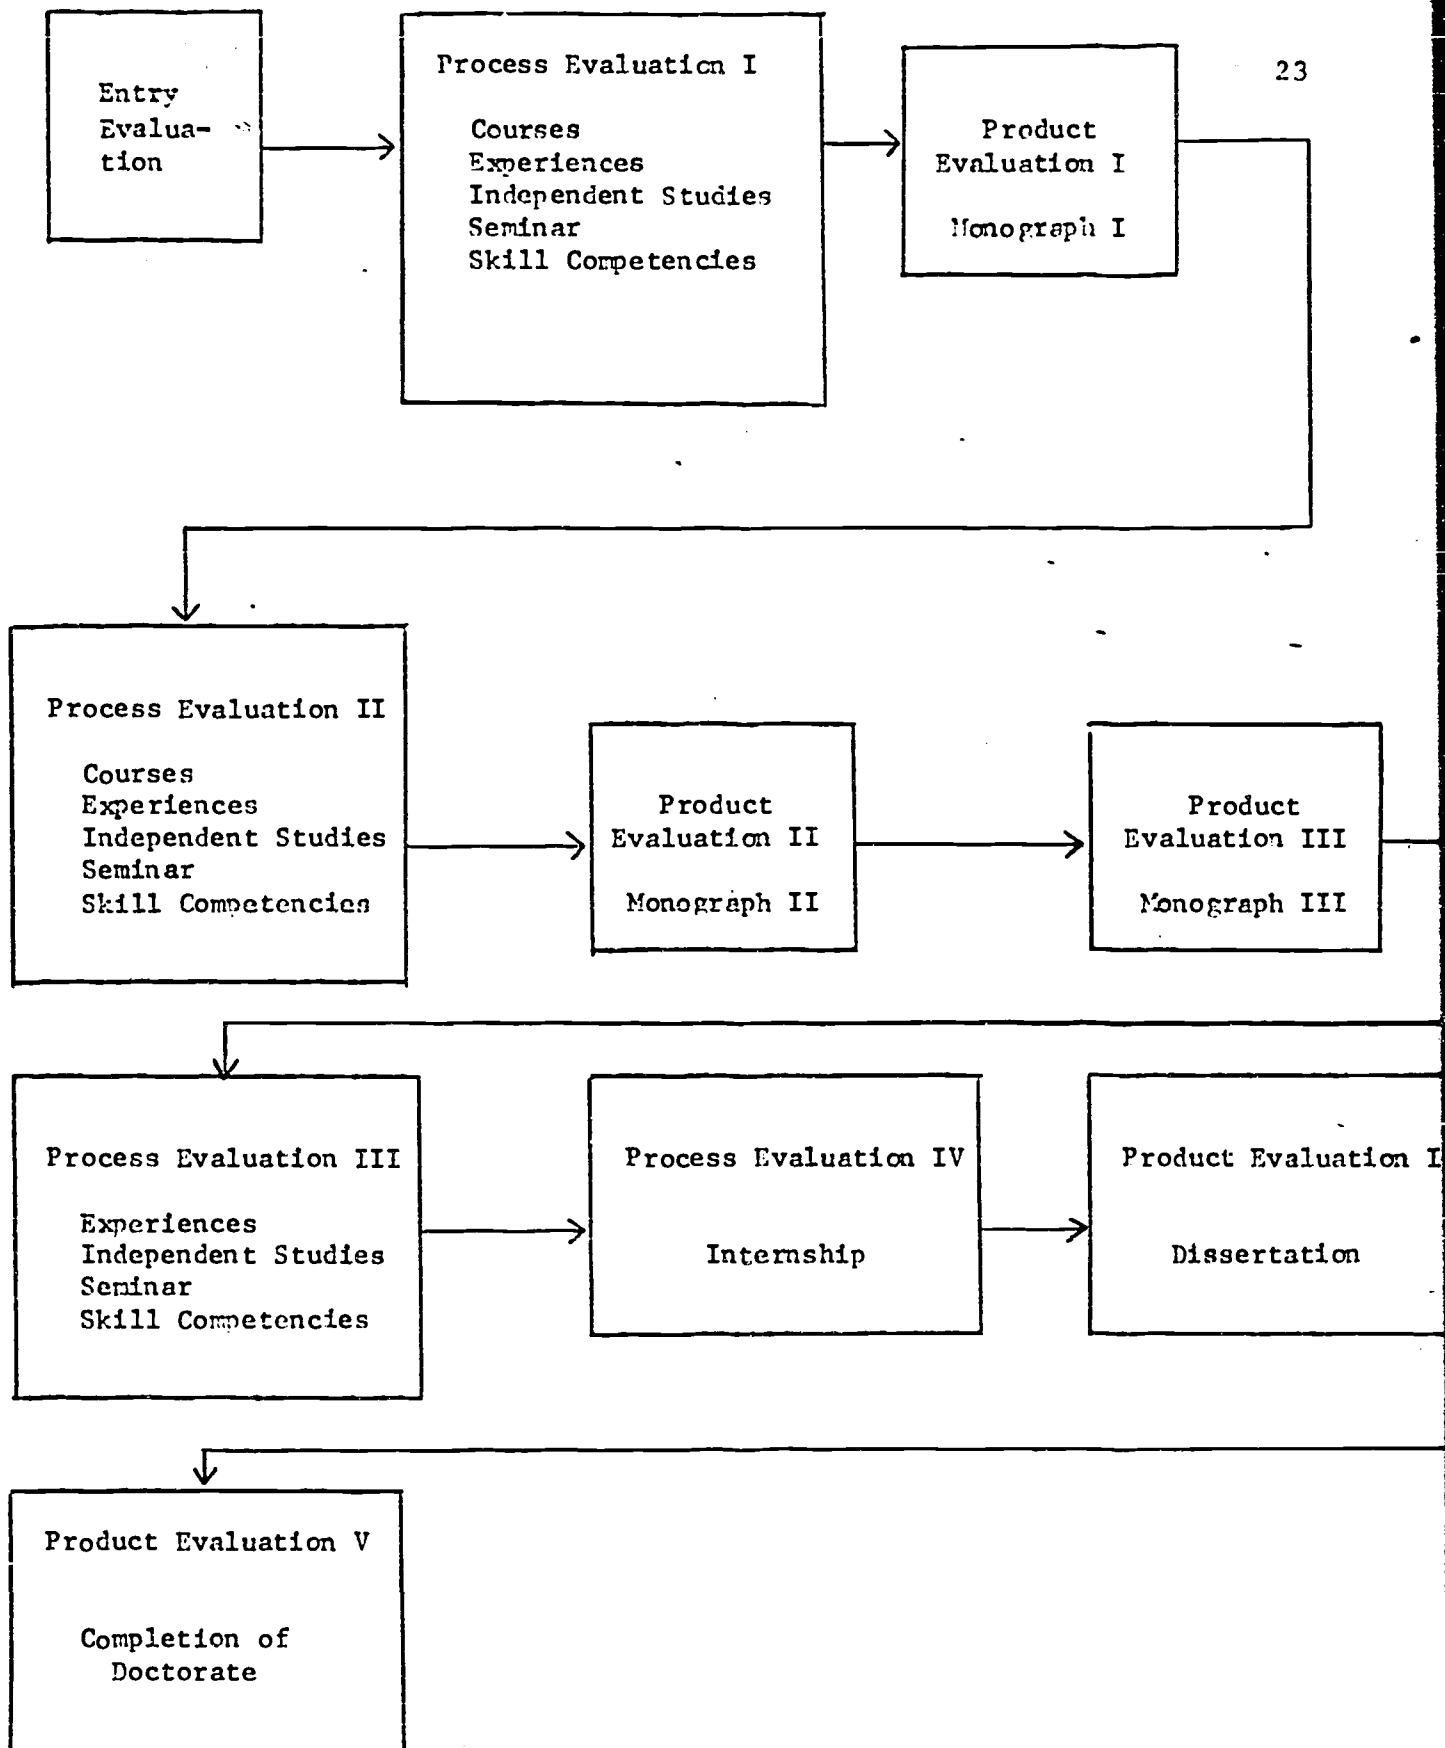 23
Entry
Evalua-
tion
Process Evaluation I
Courses
Experiences
Independent Studies
Seminar
Skill Competencies
Product
Evaluation I
Monograph I
Process Evaluation II
Courses
Experiences
Independent Studies
Seminar
Skill Competencies
Product
Evaluation II
Monograph II
Product
Evaluation III
Monograph III
Process Evaluation III
Experiences
Independent Studies
Seminar
Skill Competencies
Process Evaluation IV
Internship
Product Evaluation I
Dissertation
Product Evaluation V
Completion of
Doctorate